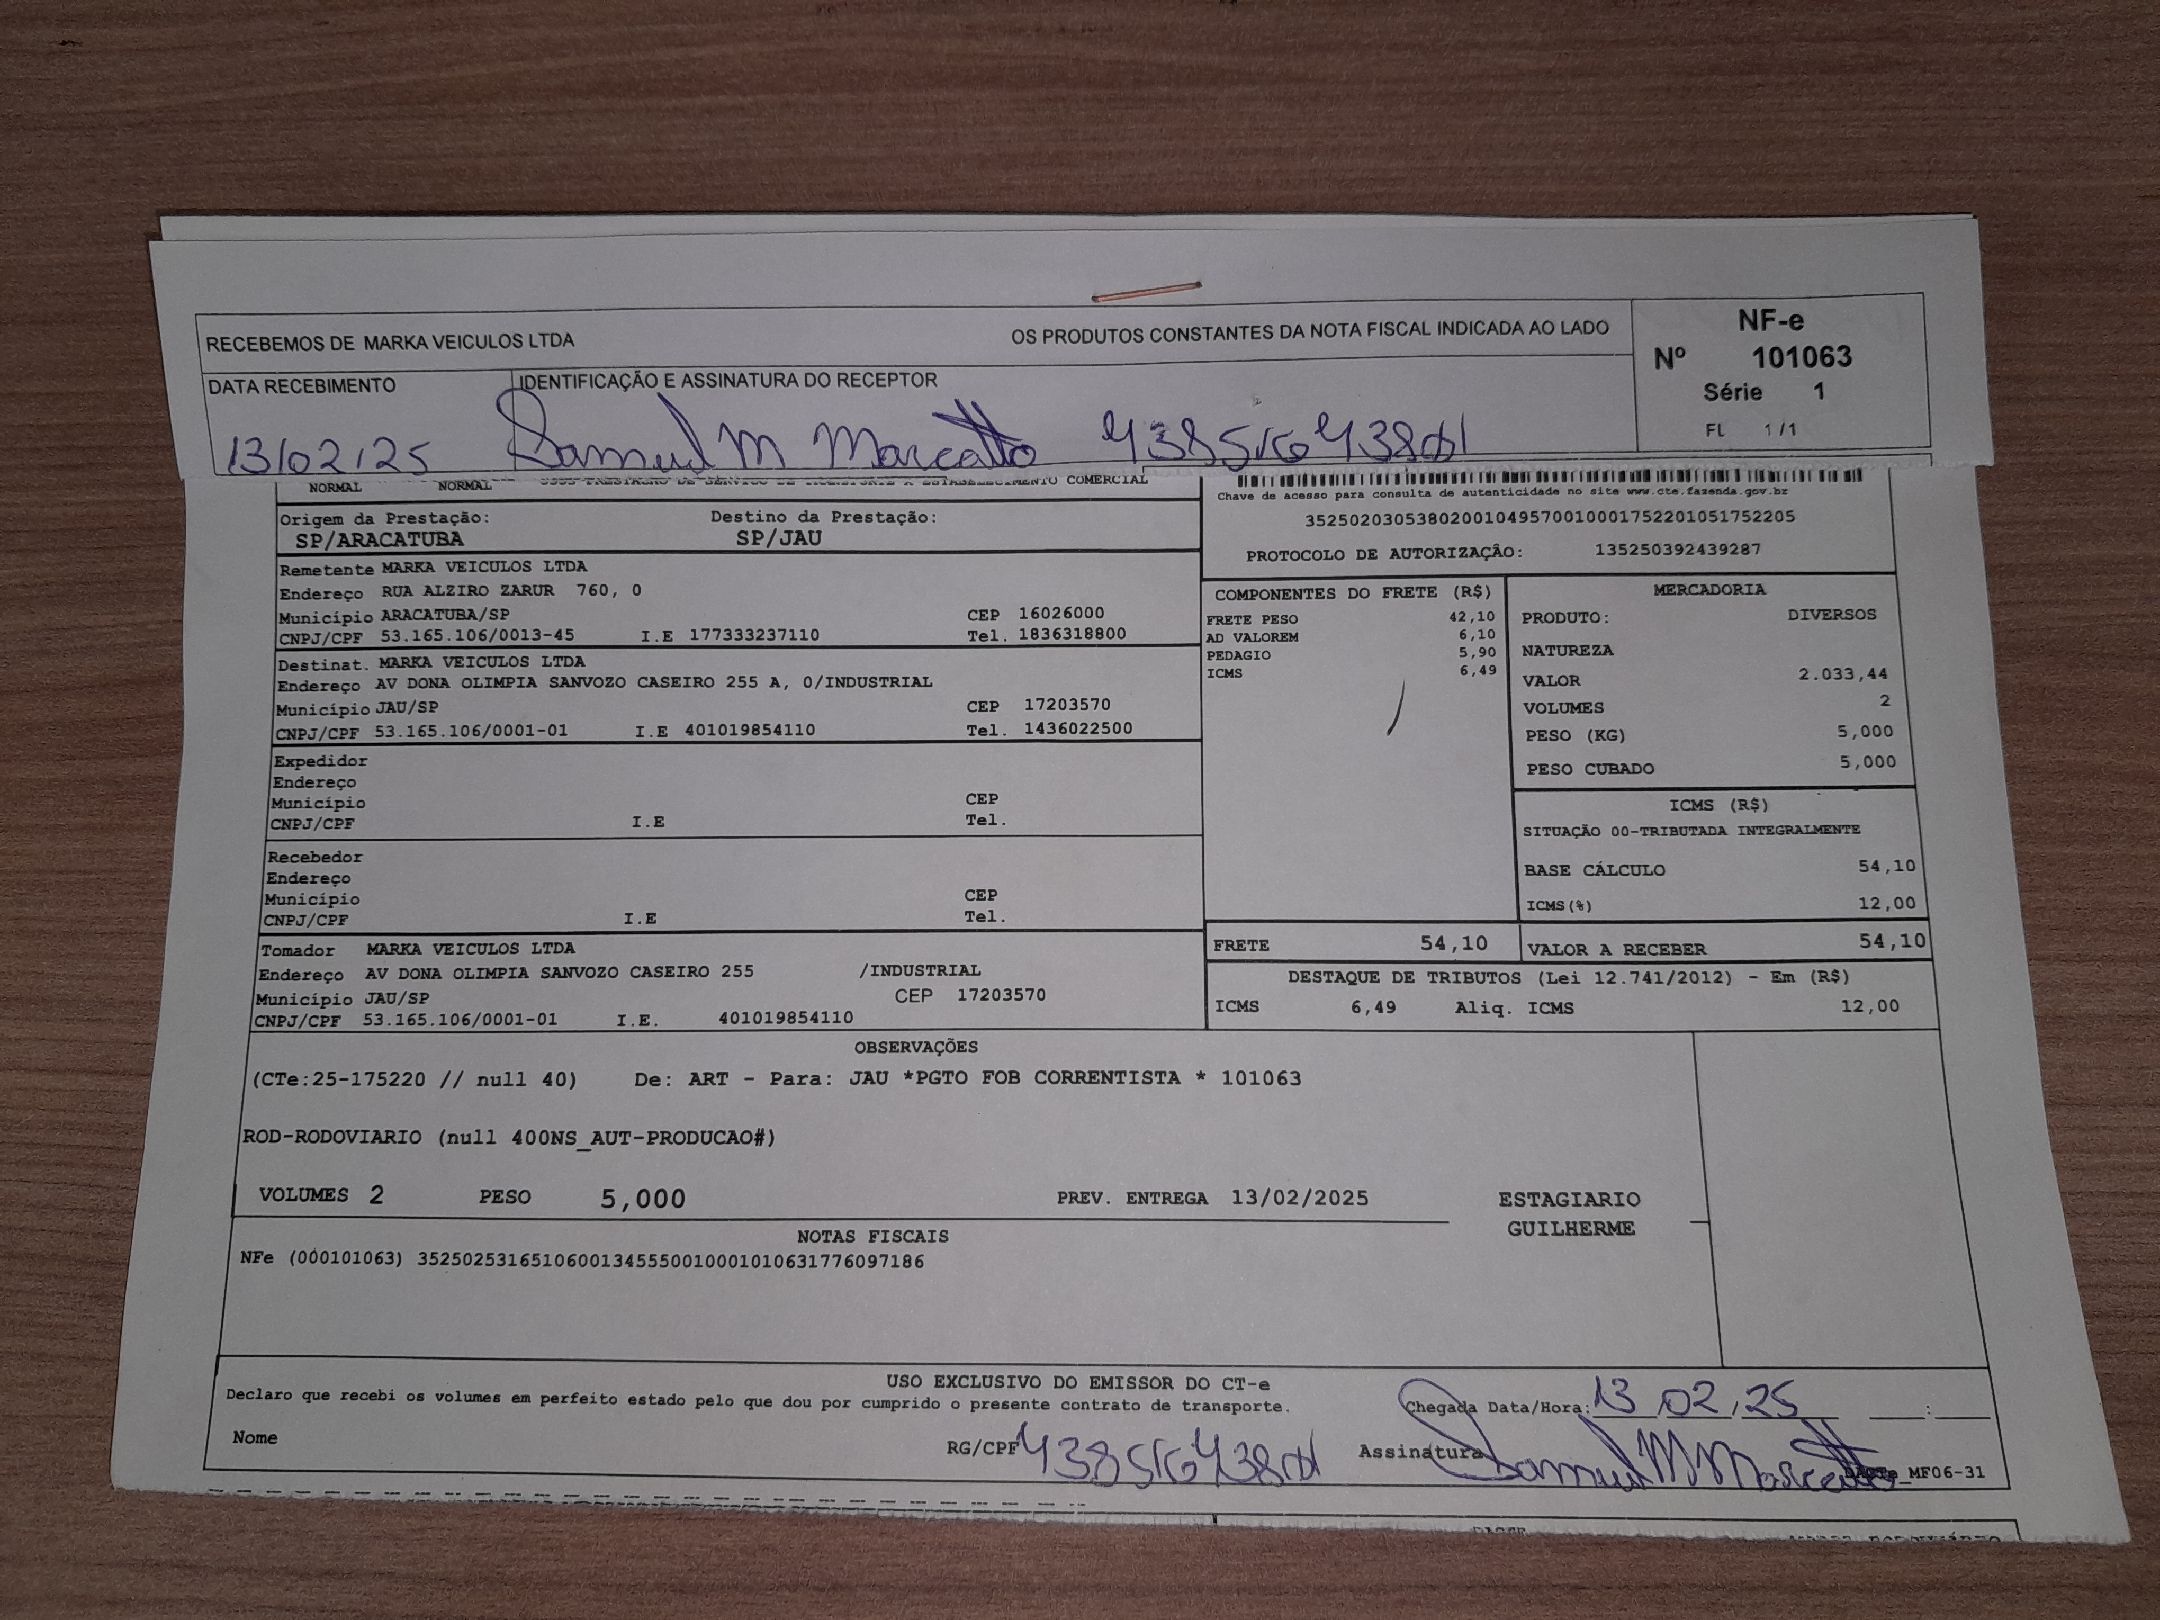 RECEBEMOS DE MARKA VEICULOS LTDA OS PRODUTOS CONSTANTES DA NOTA FISCAL INDICADA AO LADO
NF-e
Nº 101063
Série 1
FL 1 /1
DATA RECEBIMENTO IDENTIFICAÇÃO E ASSINATURA DO RECEPTOR
13/02/25 Samuel M Marcatto
NORMAL NORMAL ESTABELECIMENTO COMERCIAL
Chave de acesso para consulta de autenticidade no site www.cte.fazenda.gov.br
35250203053802001049570010001752201051752205
PROTOCOLO DE AUTORIZAÇÃO: 135250392439287
Origem da Prestação: Destino da Prestação:
SP/ARACATUBA SP/JAU
Remetente MARKA VEICULOS LTDA
Endereço RUA ALZIRO ZARUR 760, 0
Município ARACATUBA/SP CEP 16026000
CNPJ/CPF 53.165.106/0013-45 I.E 177333237110 Tel. 1836318800
Destinat. MARKA VEICULOS LTDA
Endereço AV DONA OLIMPIA SANVOZO CASEIRO 255 A, 0/INDUSTRIAL
Município JAU/SP CEP 17203570
CNPJ/CPF 53.165.106/0001-01 I.E 401019854110 Tel. 1436022500
Expedidor
Endereço
Município CEP
CNPJ/CPF I.E Tel.
Recebedor
Endereço
Município CEP
CNPJ/CPF I.E Tel.
Tomador MARKA VEICULOS LTDA
Endereço AV DONA OLIMPIA SANVOZO CASEIRO 255 /INDUSTRIAL
Município JAU/SP CEP 17203570
CNPJ/CPF 53.165.106/0001-01 I.E. 401019854110
COMPONENTES DO FRETE (R$)
FRETE PESO 42,10
AD VALOREM 6,10
PEDAGIO 5,90
ICMS 6,49
MERCADORIA
PRODUTO: DIVERSOS
NATUREZA
VALOR 2.033,44
VOLUMES 2
PESO (KG) 5,000
PESO CUBADO 5,000
ICMS (R$)
SITUAÇÃO 00-TRIBUTADA INTEGRALMENTE
BASE CÁLCULO 54,10
ICMS(%) 12,00
FRETE 54,10 VALOR A RECEBER 54,10
DESTAQUE DE TRIBUTOS (Lei 12.741/2012) - Em (R$)
ICMS 6,49 Aliq. ICMS 12,00
OBSERVAÇÕES
(CTe:25-175220 // null 40) De: ART - Para: JAU *PGTO FOB CORRENTISTA * 101063
ROD-RODOVIARIO (null 400NS_AUT-PRODUCAO#)
VOLUMES 2 PESO 5,000 PREV. ENTREGA 13/02/2025 ESTAGIARIO
GUILHERME
NOTAS FISCAIS
NFe (000101063) 35250253165106001345550010001010631776097186
USO EXCLUSIVO DO EMISSOR DO CT-e
Declaro que recebi os volumes em perfeito estado pelo que dou por cumprido o presente contrato de transporte. Chegada Data/Hora: 13 / 02 / 25 :
Nome RG/CPF Assinatura Samuel M Marcatto
MF06-31